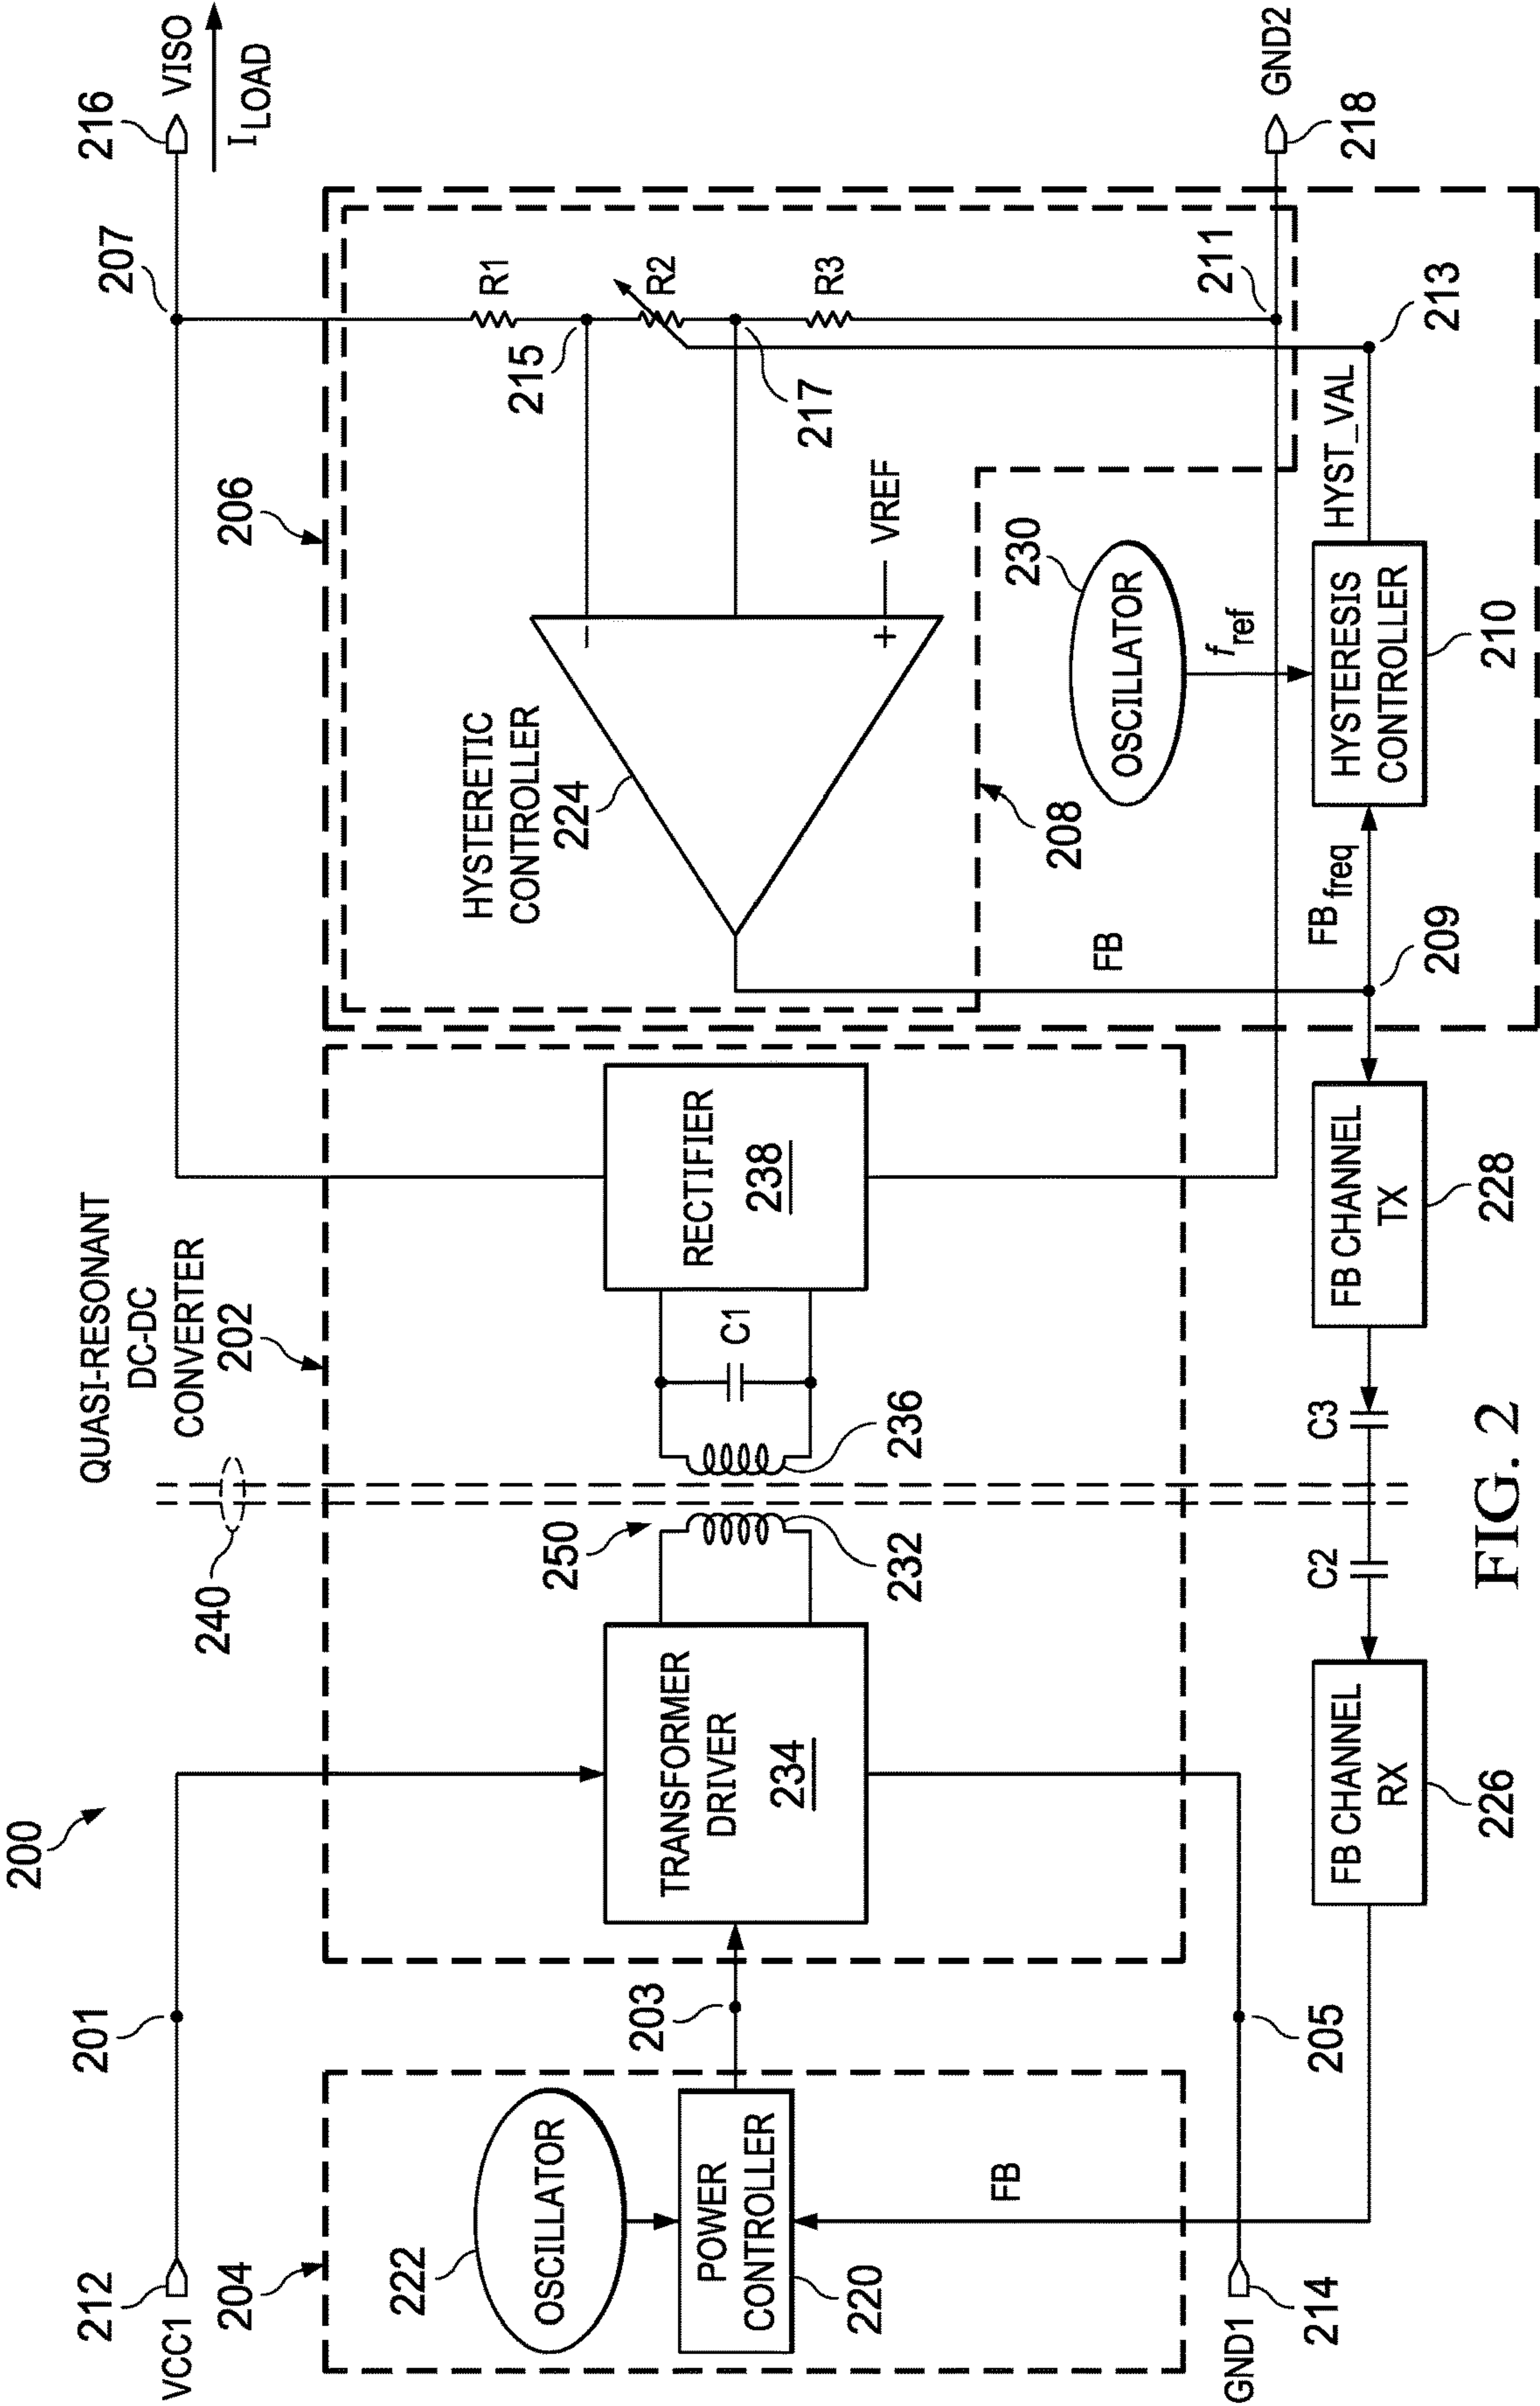 200
QUASI-RESONANT
DC-DC
CONVERTER
202
240
212
VCC1
201
207
216
VISO
I LOAD
204
222
OSCILLATOR
POWER
CONTROLLER
220
203
FB
TRANSFORMER
DRIVER
234
250
232
236
C1
RECTIFIER
238
206
HYSTERETIC
CONTROLLER
224
−
+
VREF
R1
215
R2
217
R3
211
208
230
OSCILLATOR
fref
FB
GND1
214
205
GND2
218
FB CHANNEL
RX
226
C2
C3
FB CHANNEL
TX
228
FBfreq
209
HYSTERESIS
CONTROLLER
210
HYST_VAL
213
FIG. 2